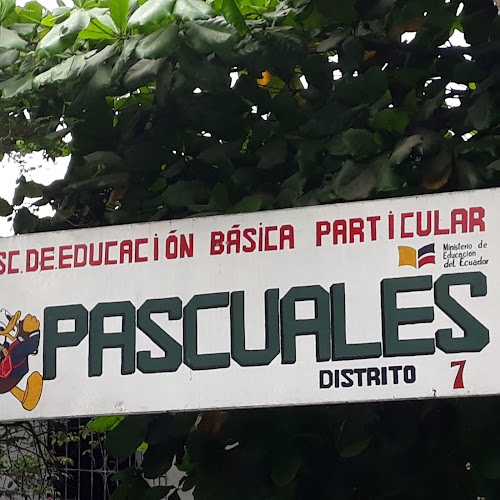 SC. DE. EDUCACIÓN BÁSICA PARTICULAR
Ministerio de
Educación
del Ecuador
PASCUALES
DISTRITO 7